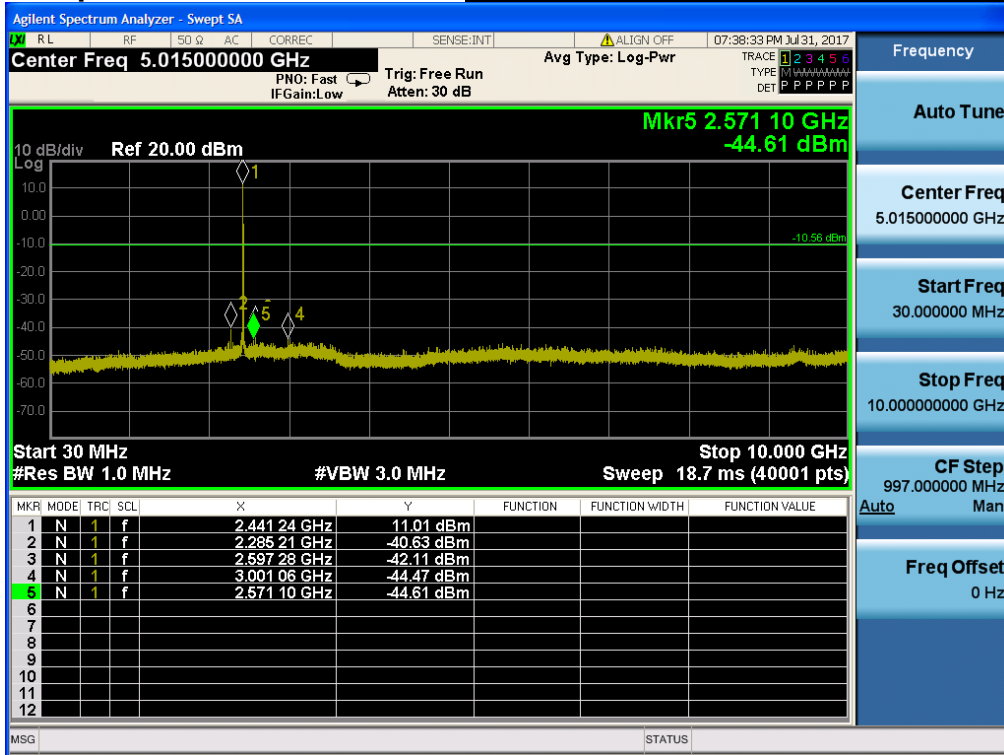 Agilent Spectrum Analyzer - Swept SA
LXI RL RF 50 Ω AC CORREC SENSE:INT ALIGN OFF 07:38:33 PM Jul 31, 2017
Center Freq 5.015000000 GHz Avg Type: Log-Pwr TRACE 1 2 3 4 5 6
PNO: Fast Trig: Free Run TYPE M W W W W W
IFGain:Low Atten: 30 dB DET P P P P P P
Mkr5 2.571 10 GHz
-44.61 dBm
10 dB/div Ref 20.00 dBm
Log
1
10.0
0.00
-10.0
-10.56 dBm
-20.0
-30.0
2 5 4
-40.0
-50.0
-60.0
-70.0
Start 30 MHz Stop 10.000 GHz
#Res BW 1.0 MHz #VBW 3.0 MHz Sweep 18.7 ms (40001 pts)
MKR MODE TRC SCL X Y FUNCTION FUNCTION WIDTH FUNCTION VALUE
1 N 1 f 2.441 24 GHz 11.01 dBm
2 N 1 f 2.285 21 GHz -40.63 dBm
3 N 1 f 2.597 28 GHz -42.11 dBm
4 N 1 f 3.001 06 GHz -44.47 dBm
5 N 1 f 2.571 10 GHz -44.61 dBm
6
7
8
9
10
11
12
MSG STATUS
Frequency
Auto Tune
Center Freq
5.015000000 GHz
Start Freq
30.000000 MHz
Stop Freq
10.000000000 GHz
CF Step
997.000000 MHz
Auto Man
Freq Offset
0 Hz